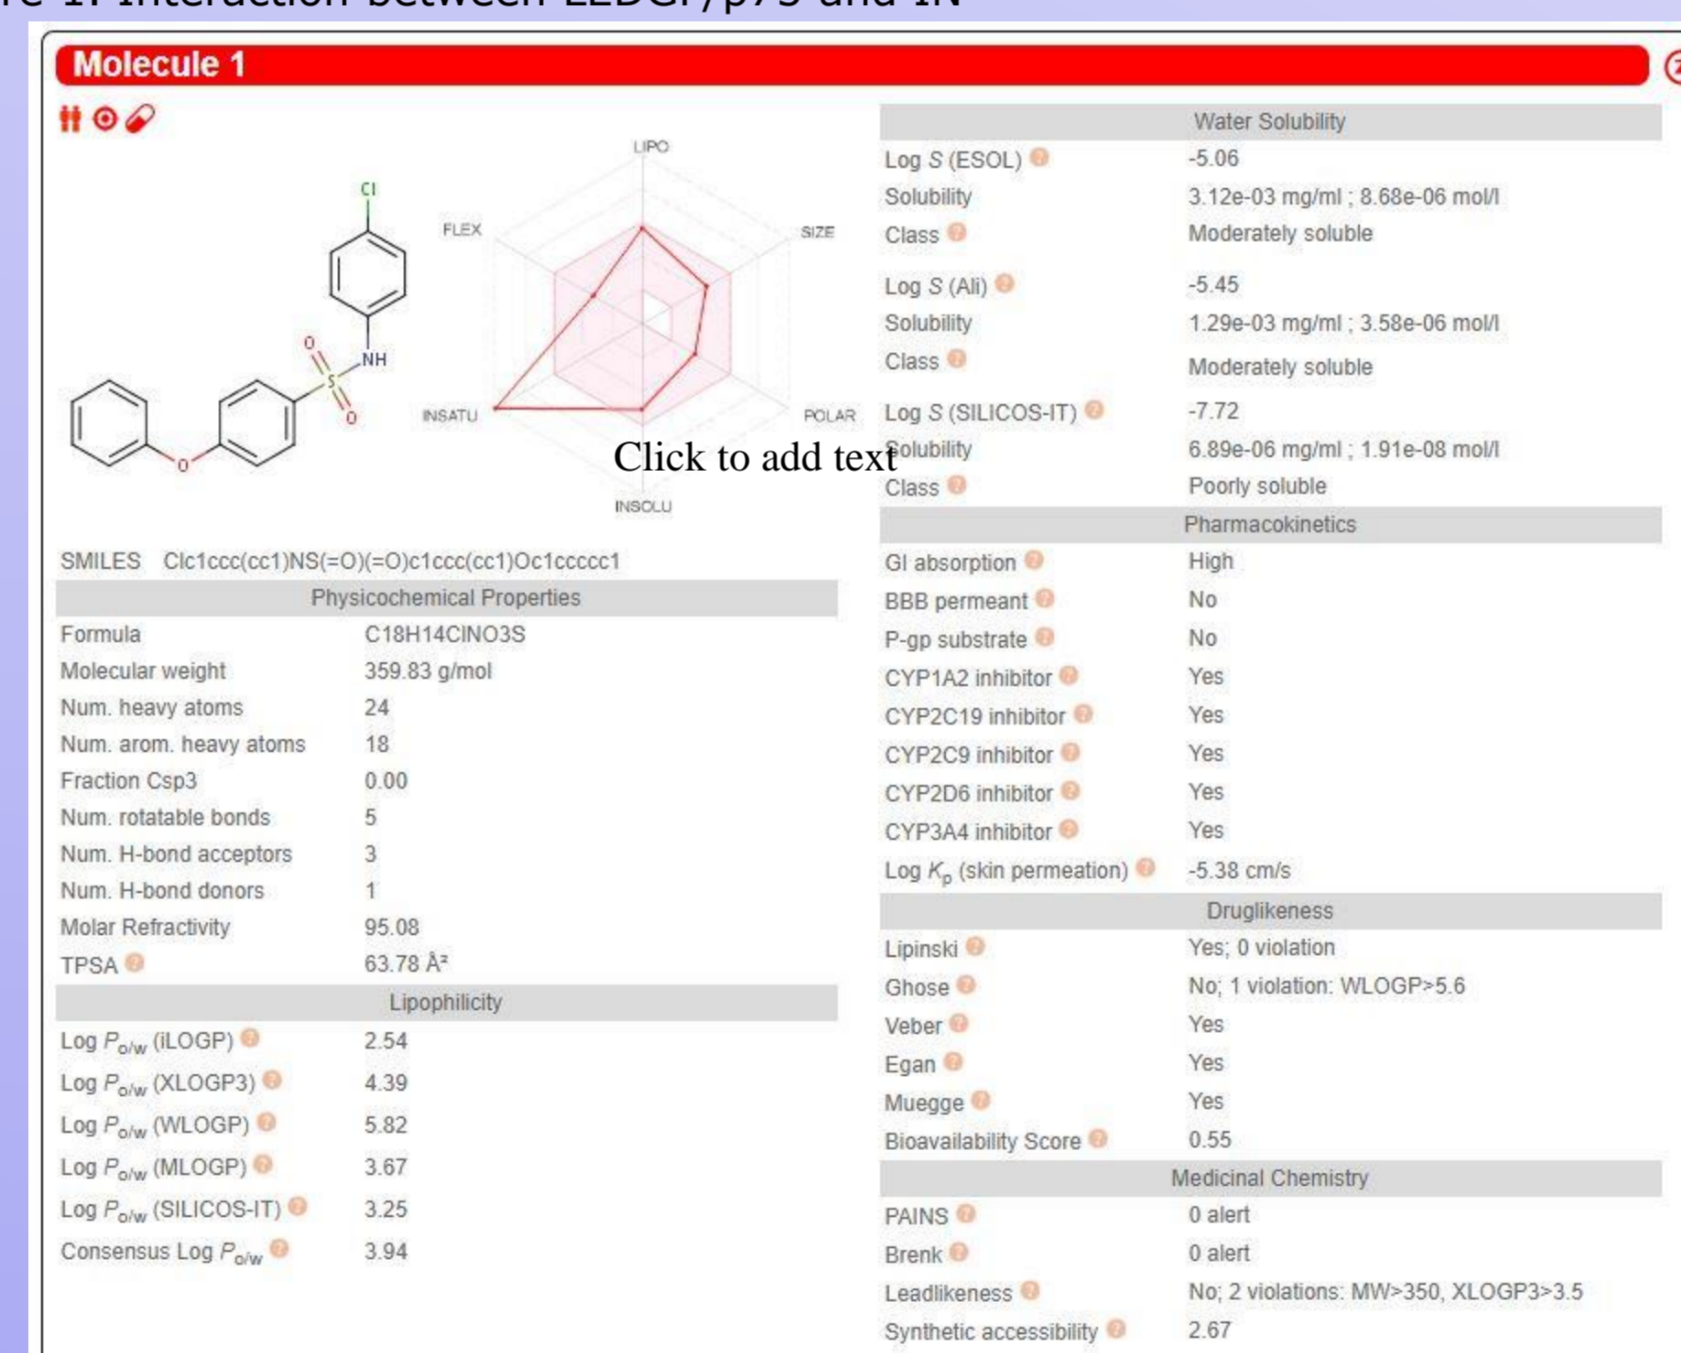 re 1: Interaction between LEDGF/p75 and IN
Molecule 1
Cl
NH
O
S
O
O
LIPO
FLEX
SIZE
INSATU
POLAR
INSOLU
Click to add text
SMILES Clc1ccc(cc1)NS(=O)(=O)c1ccc(cc1)Oc1ccccc1
Physicochemical Properties
Formula C18H14ClNO3S
Molecular weight 359.83 g/mol
Num. heavy atoms 24
Num. arom. heavy atoms 18
Fraction Csp3 0.00
Num. rotatable bonds 5
Num. H-bond acceptors 3
Num. H-bond donors 1
Molar Refractivity 95.08
TPSA ? 63.78 Å²
Lipophilicity
Log Po/w (iLOGP) ? 2.54
Log Po/w (XLOGP3) ? 4.39
Log Po/w (WLOGP) ? 5.82
Log Po/w (MLOGP) ? 3.67
Log Po/w (SILICOS-IT) ? 3.25
Consensus Log Po/w ? 3.94
Water Solubility
Log S (ESOL) ? -5.06
Solubility 3.12e-03 mg/ml ; 8.68e-06 mol/l
Class ? Moderately soluble
Log S (Ali) ? -5.45
Solubility 1.29e-03 mg/ml ; 3.58e-06 mol/l
Class ? Moderately soluble
Log S (SILICOS-IT) ? -7.72
Solubility 6.89e-06 mg/ml ; 1.91e-08 mol/l
Class ? Poorly soluble
Pharmacokinetics
GI absorption ? High
BBB permeant ? No
P-gp substrate ? No
CYP1A2 inhibitor ? Yes
CYP2C19 inhibitor ? Yes
CYP2C9 inhibitor ? Yes
CYP2D6 inhibitor ? Yes
CYP3A4 inhibitor ? Yes
Log Kp (skin permeation) ? -5.38 cm/s
Druglikeness
Lipinski ? Yes; 0 violation
Ghose ? No; 1 violation: WLOGP>5.6
Veber ? Yes
Egan ? Yes
Muegge ? Yes
Bioavailability Score ? 0.55
Medicinal Chemistry
PAINS ? 0 alert
Brenk ? 0 alert
Leadlikeness ? No; 2 violations: MW>350, XLOGP3>3.5
Synthetic accessibility ? 2.67